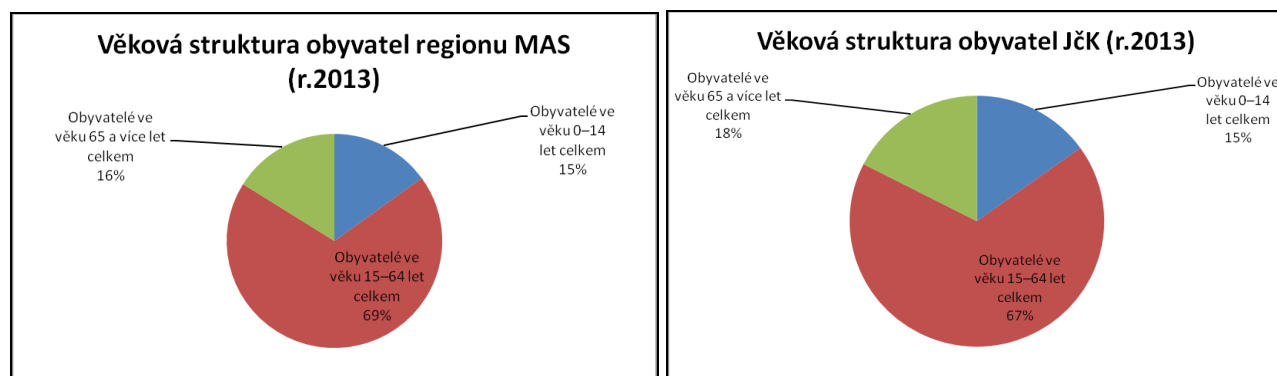 Věková struktura obyvatel regionu MAS
(r.2013)
Obyvatelé ve
věku 65 a více let
celkem
16%
Obyvatelé ve
věku 0–14
let celkem
15%
Obyvatelé ve
věku 15–64 let
celkem
69%
Věková struktura obyvatel JčK (r.2013)
Obyvatelé ve
věku 65 a více let
celkem
18%
Obyvatelé ve
věku 0–14
let celkem
15%
Obyvatelé ve
věku 15–64 let
celkem
67%